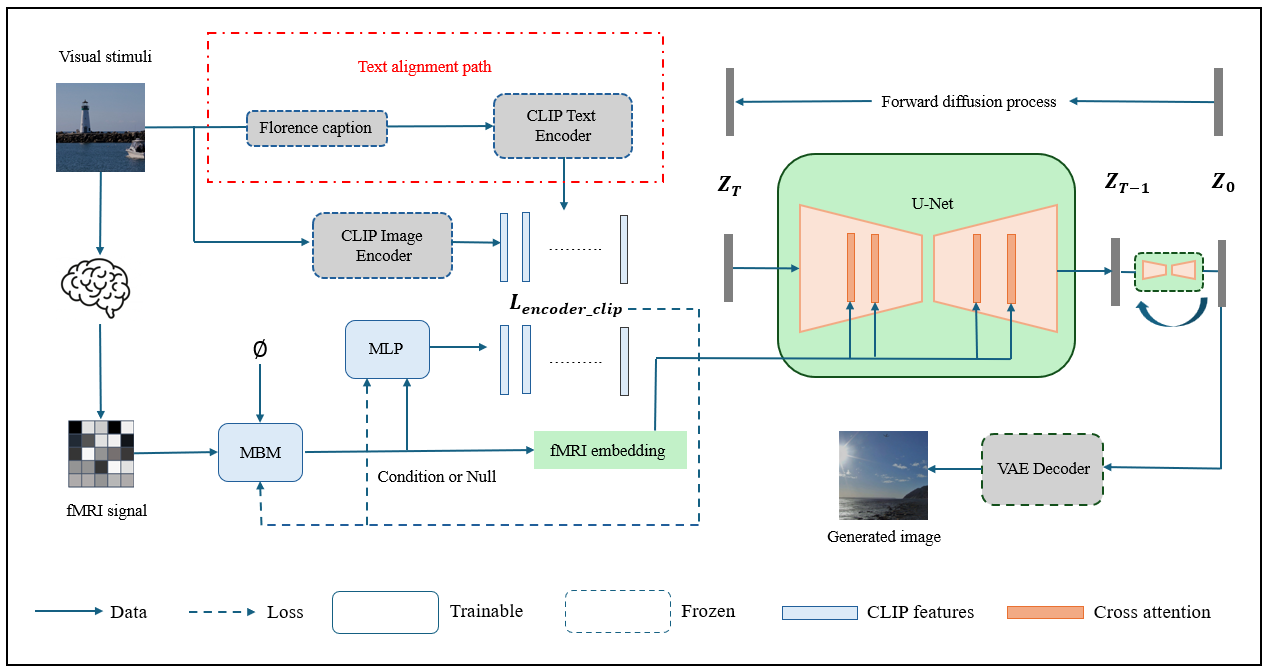 Visual stimuli
Text alignment path
Florence caption
CLIP Text
Encoder
Forward diffusion process
Z_T
U-Net
Z_{T−1}
Z_0
CLIP Image
Encoder
............
L_{encoder_clip}
MLP
............
∅
MBM
fMRI embedding
Condition or Null
fMRI signal
VAE Decoder
Generated image
Data
Loss
Trainable
Frozen
CLIP features
Cross attention